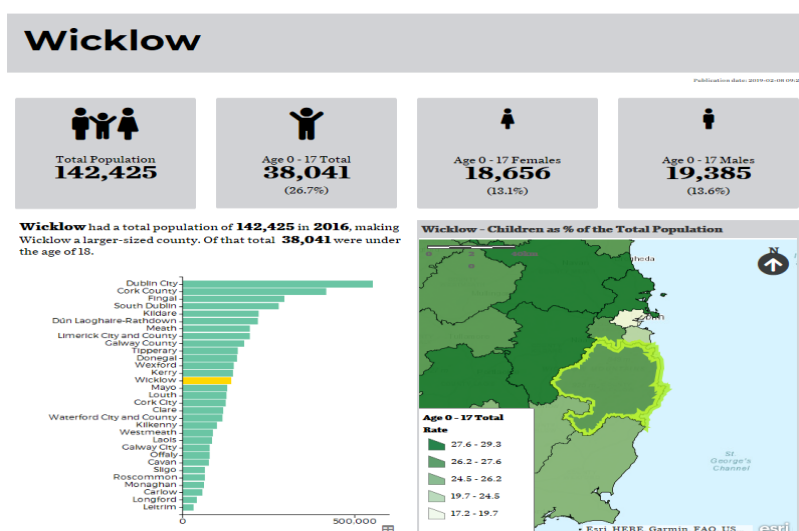 Wicklow
Publication date: 2019-02-08
Total Population
142,425
Age 0 - 17 Total
38,041
(26.7%)
Age 0 - 17 Females
18,656
(13.1%)
Age 0 - 17 Males
19,385
(13.6%)
Wicklow had a total population of 142,425 in 2016, making
Wicklow a larger-sized county. Of that total 38,041 were under
the age of 18.
Dublin City
Cork County
Fingal
South Dublin
Kildare
Dún Laoghaire-Rathdown
Meath
Limerick City and County
Galway County
Tipperary
Donegal
Wexford
Kerry
Wicklow
Mayo
Louth
Cork City
Clare
Waterford City and County
Kilkenny
Westmeath
Laois
Galway City
Offaly
Cavan
Sligo
Roscommon
Monaghan
Carlow
Longford
Leitrim
0
500,000
Wicklow - Children as % of the Total Population
N
heda
Age 0 - 17 Total
Rate
27.6 - 29.3
26.2 - 27.6
24.5 - 26.2
19.7 - 24.5
17.2 - 19.7
St
George's
Channel
Esri, HERE, Garmin, FAO, US
esri